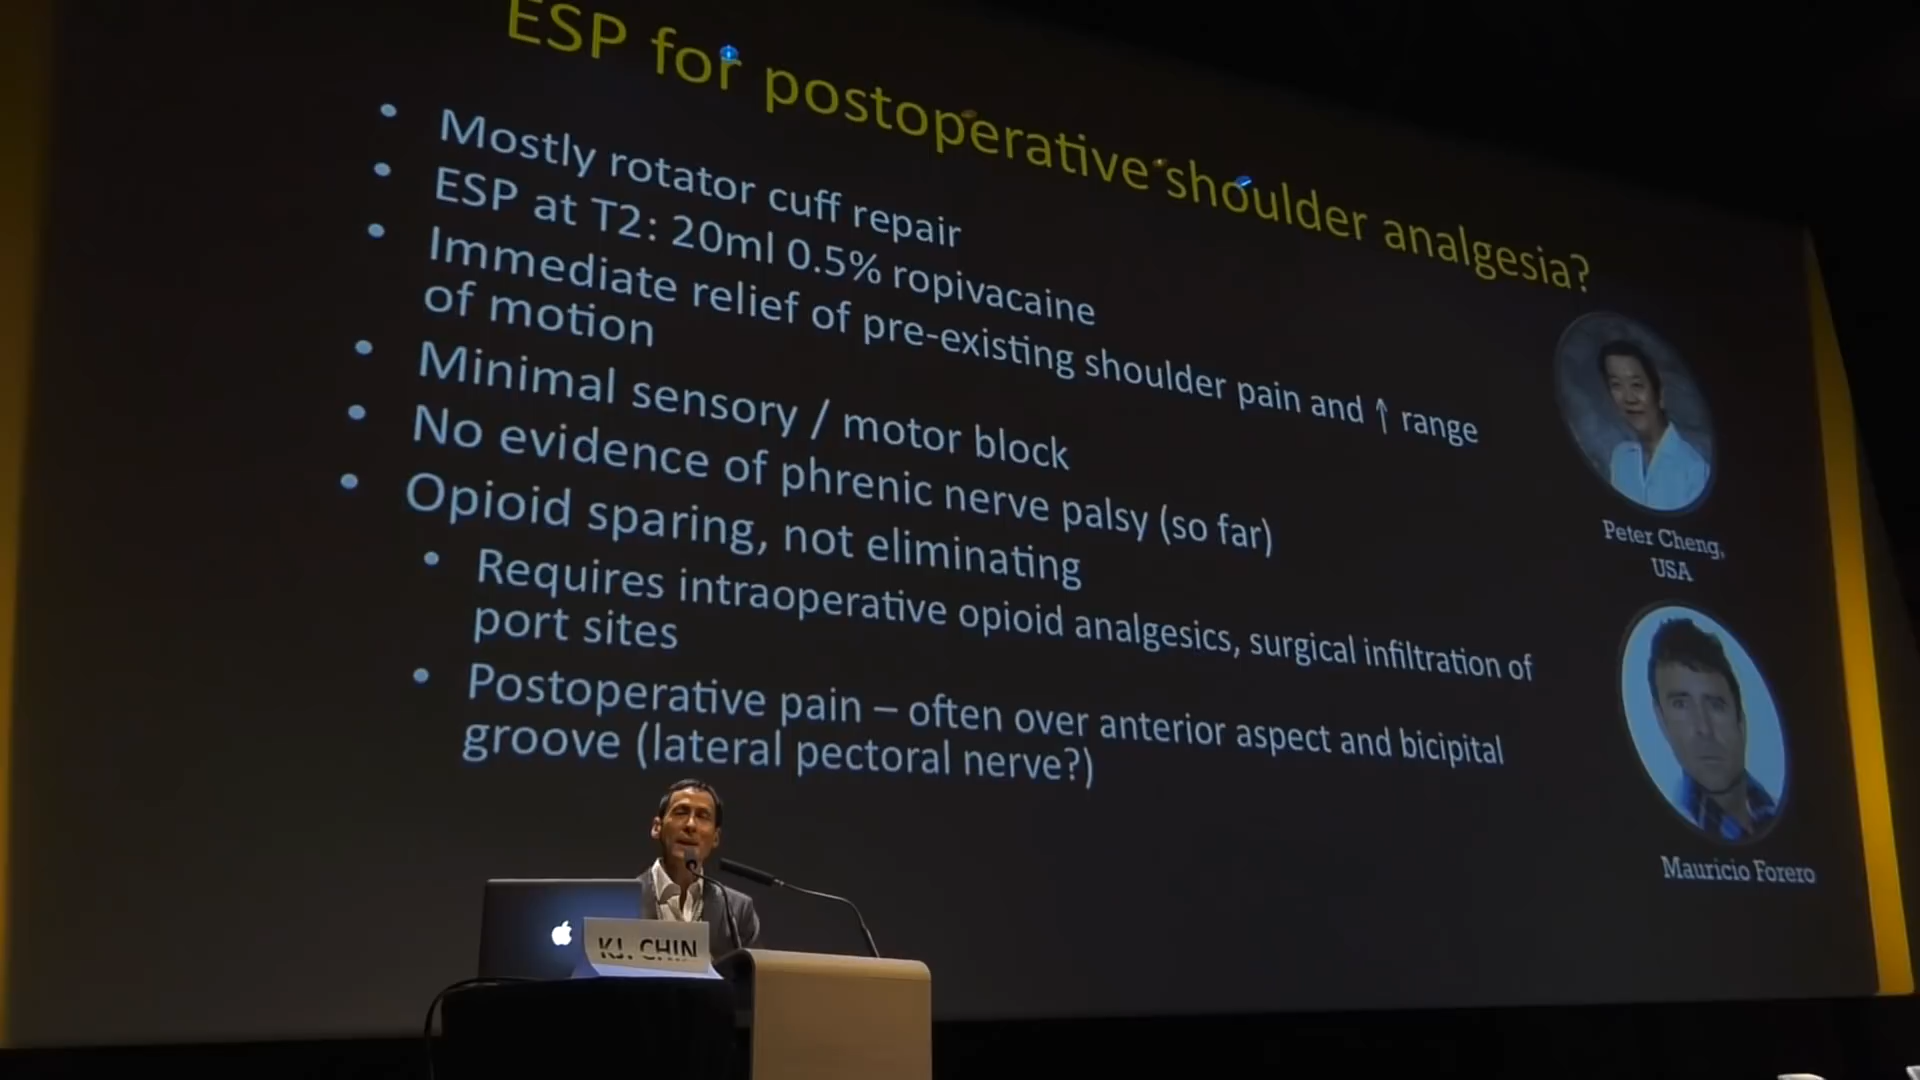 ESP for postoperative shoulder analgesia?
• Mostly rotator cuff repair
• ESP at T2: 20ml 0.5% ropivacaine
• Immediate relief of pre-existing shoulder pain and ↑ range
of motion
• Minimal sensory / motor block
• No evidence of phrenic nerve palsy (so far)
• Opioid sparing, not eliminating
• Requires intraoperative opioid analgesics, surgical infiltration of
port sites
• Postoperative pain – often over anterior aspect and bicipital
groove (lateral pectoral nerve?)
Peter Cheng,
USA
Mauricio Forero
KJ. CHIN